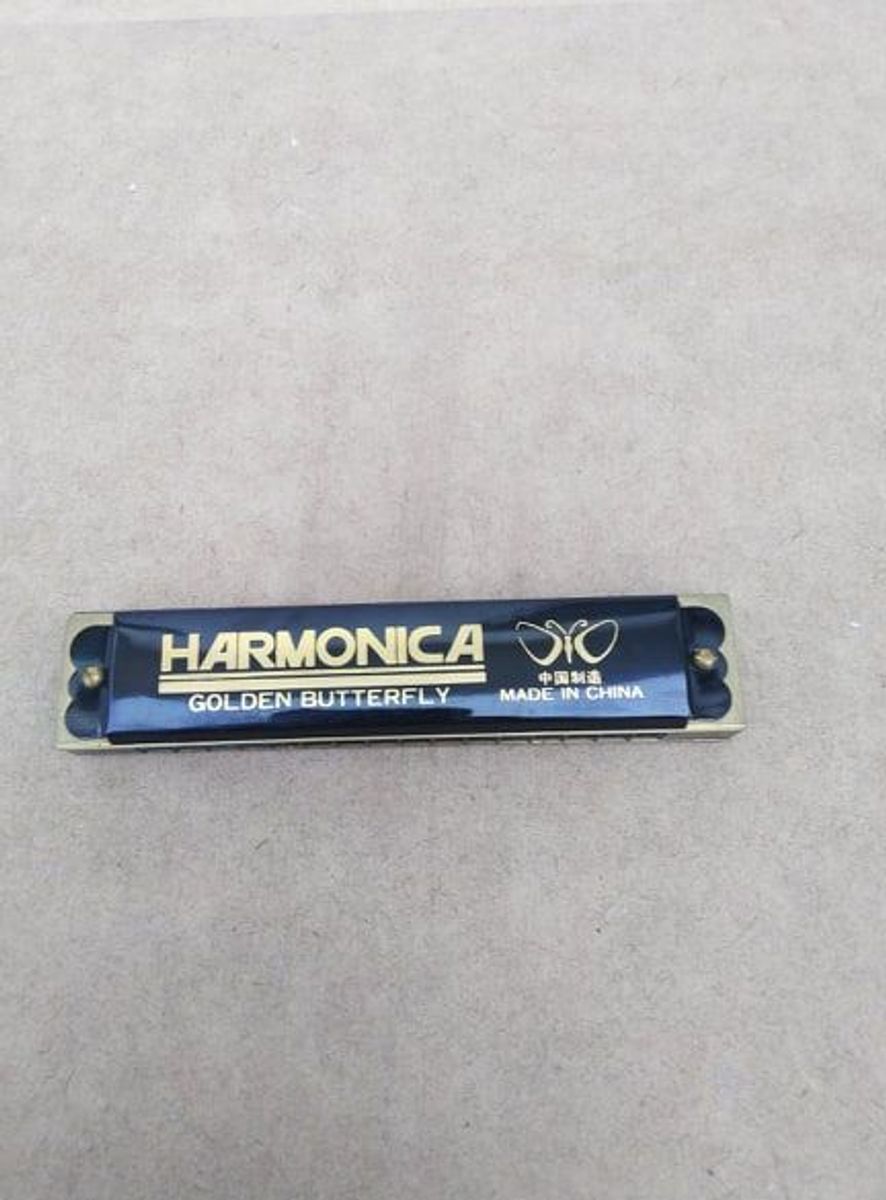 HARMONICA
GOLDEN BUTTERFLY
中国制造
MADE IN CHINA